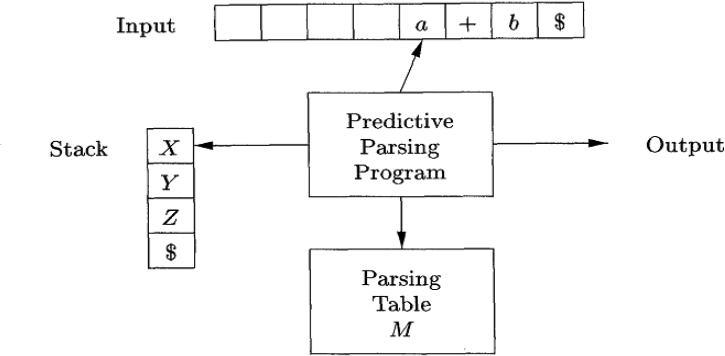 Input
a + b $
Predictive
Parsing
Program
Stack
X
Y
Z
$
Output
Parsing
Table
M